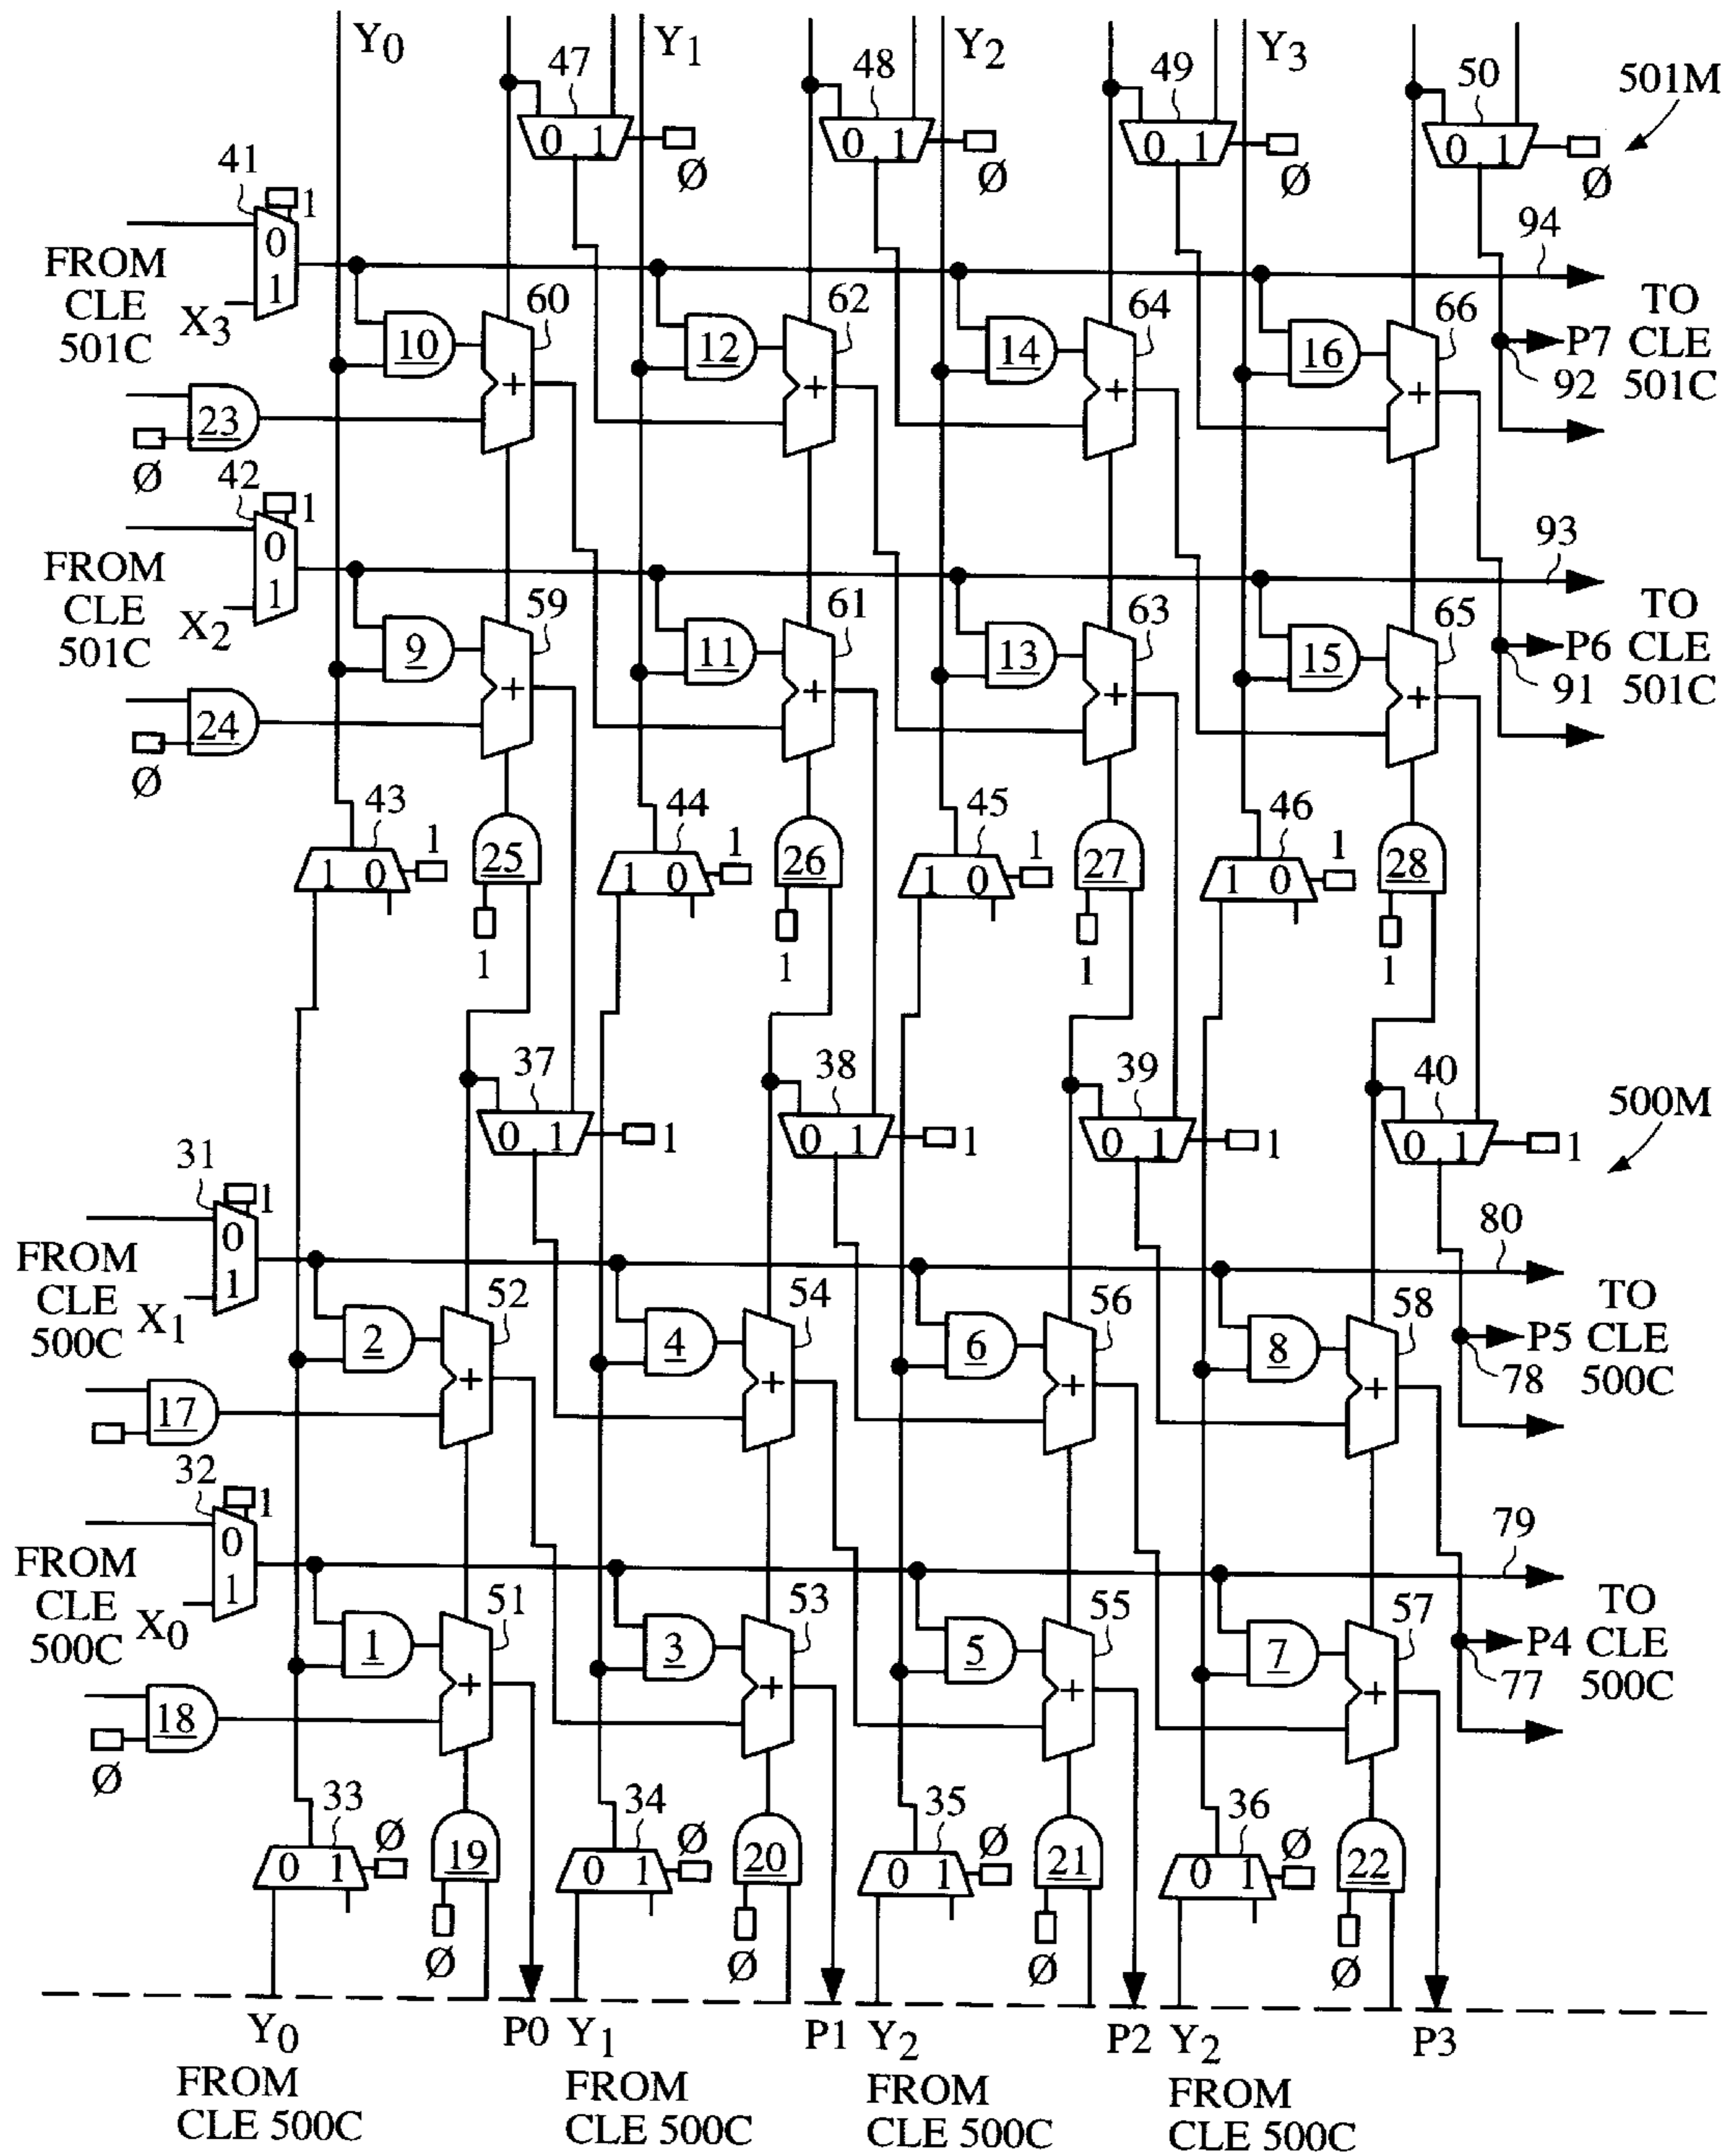 Y0 47 Y1 48 Y2 49 Y3 50 501M
0 1 0 1 0 1 0 1
Ø Ø Ø Ø
41 1 94
0
1
FROM
CLE
501C
X3
60 62 64 66
TO
CLE
501C
10 12 14 16 P7
92
+ + + +
23
Ø
42 1 93
0
1
FROM
CLE
501C
X2
59 61 63 65
TO
CLE
501C
9 11 13 15 P6
91
+ + + +
24
Ø
43 44 45 46
1 1 1 1
1 0 25 1 0 26 1 0 27 1 0 28
1 1 1 1
37 38 39 40
500M
0 1 1 0 1 1 0 1 1 0 1 1
31 1 80
0
1
FROM
CLE
500C
X1
52 54 56 58
TO
CLE
500C
2 4 6 8 P5
78
+ + + +
17
32 1 79
0
1
FROM
CLE
500C
X0
51 53 55 57
TO
CLE
500C
1 3 5 7 P4
77
+ + + +
18
Ø
33 34 35 36
Ø Ø Ø Ø
0 1 19 0 1 20 0 1 21 0 1 22
Ø Ø Ø Ø
Y0 P0 Y1 P1 Y2 P2 Y2 P3
FROM
CLE 500C
FROM
CLE 500C
FROM
CLE 500C
FROM
CLE 500C